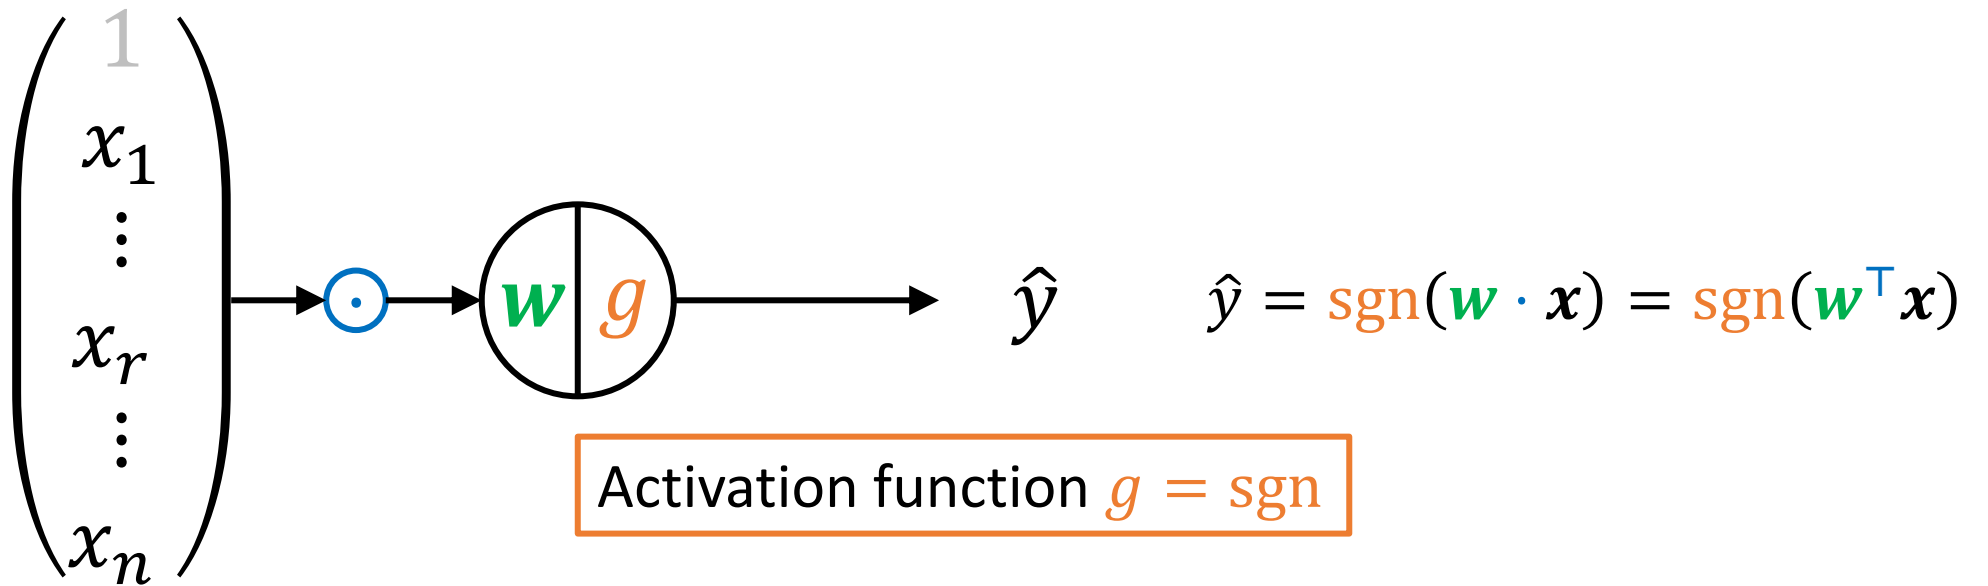 1
x₁
⋮
xᵣ
⋮
xₙ
·
w g
ŷ
ŷ = sgn(w · x) = sgn(w⊤x)
Activation function g = sgn